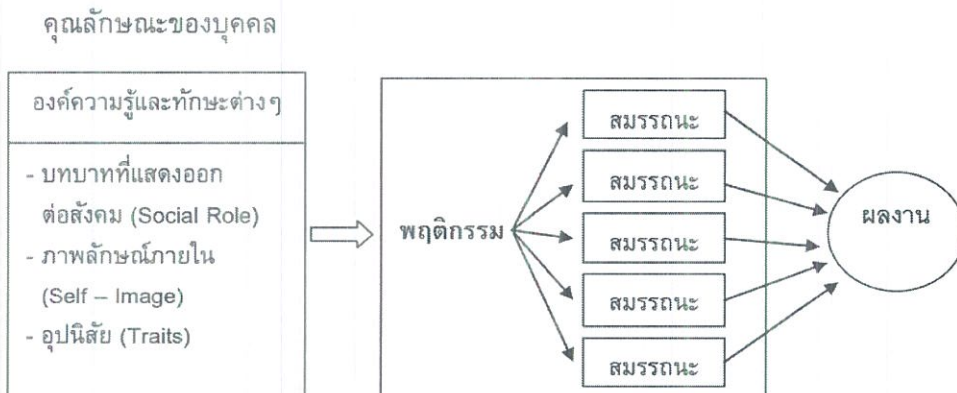 คุณลักษณะของบุคคล
องค์ความรู้และทักษะต่างๆ
- บทบาทที่แสดงออก
ต่อสังคม (Social Role)
- ภาพลักษณ์ภายใน
(Self – Image)
- อุปนิสัย (Traits)
พฤติกรรม
สมรรถนะ
สมรรถนะ
สมรรถนะ
สมรรถนะ
สมรรถนะ
ผลงาน